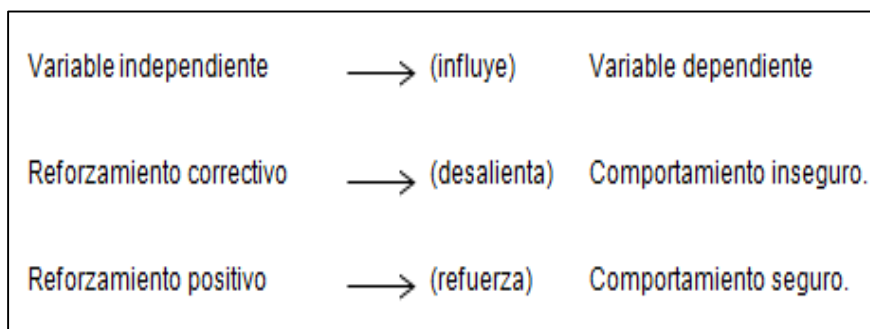 Variable independiente → (influye) Variable dependiente
Reforzamiento correctivo → (desalienta) Comportamiento inseguro.
Reforzamiento positivo → (refuerza) Comportamiento seguro.